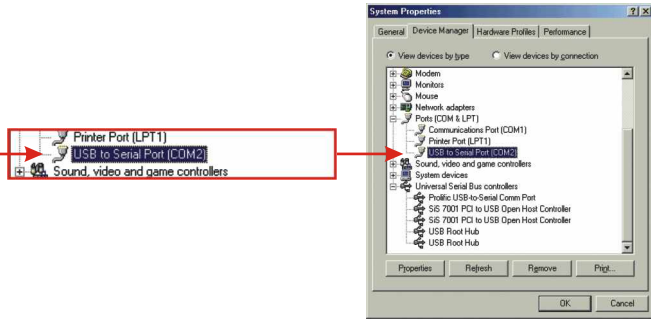 Printer Port (LPT1)
USB to Serial Port (COM2)
Sound, video and game controllers
System Properties
General Device Manager Hardware Profiles Performance
View devices by type View devices by connection
Modem
Monitors
Mouse
Network adapters
Ports (COM & LPT)
Communications Port (COM1)
Printer Port (LPT1)
USB to Serial Port (COM2)
Sound, video and game controllers
System devices
Universal Serial Bus controllers
Prolific USB-to-Serial Comm Port
SiS 7001 PCI to USB Open Host Controller
SiS 7001 PCI to USB Open Host Controller
USB Root Hub
USB Root Hub
Properties Refresh Remove Print...
OK Cancel